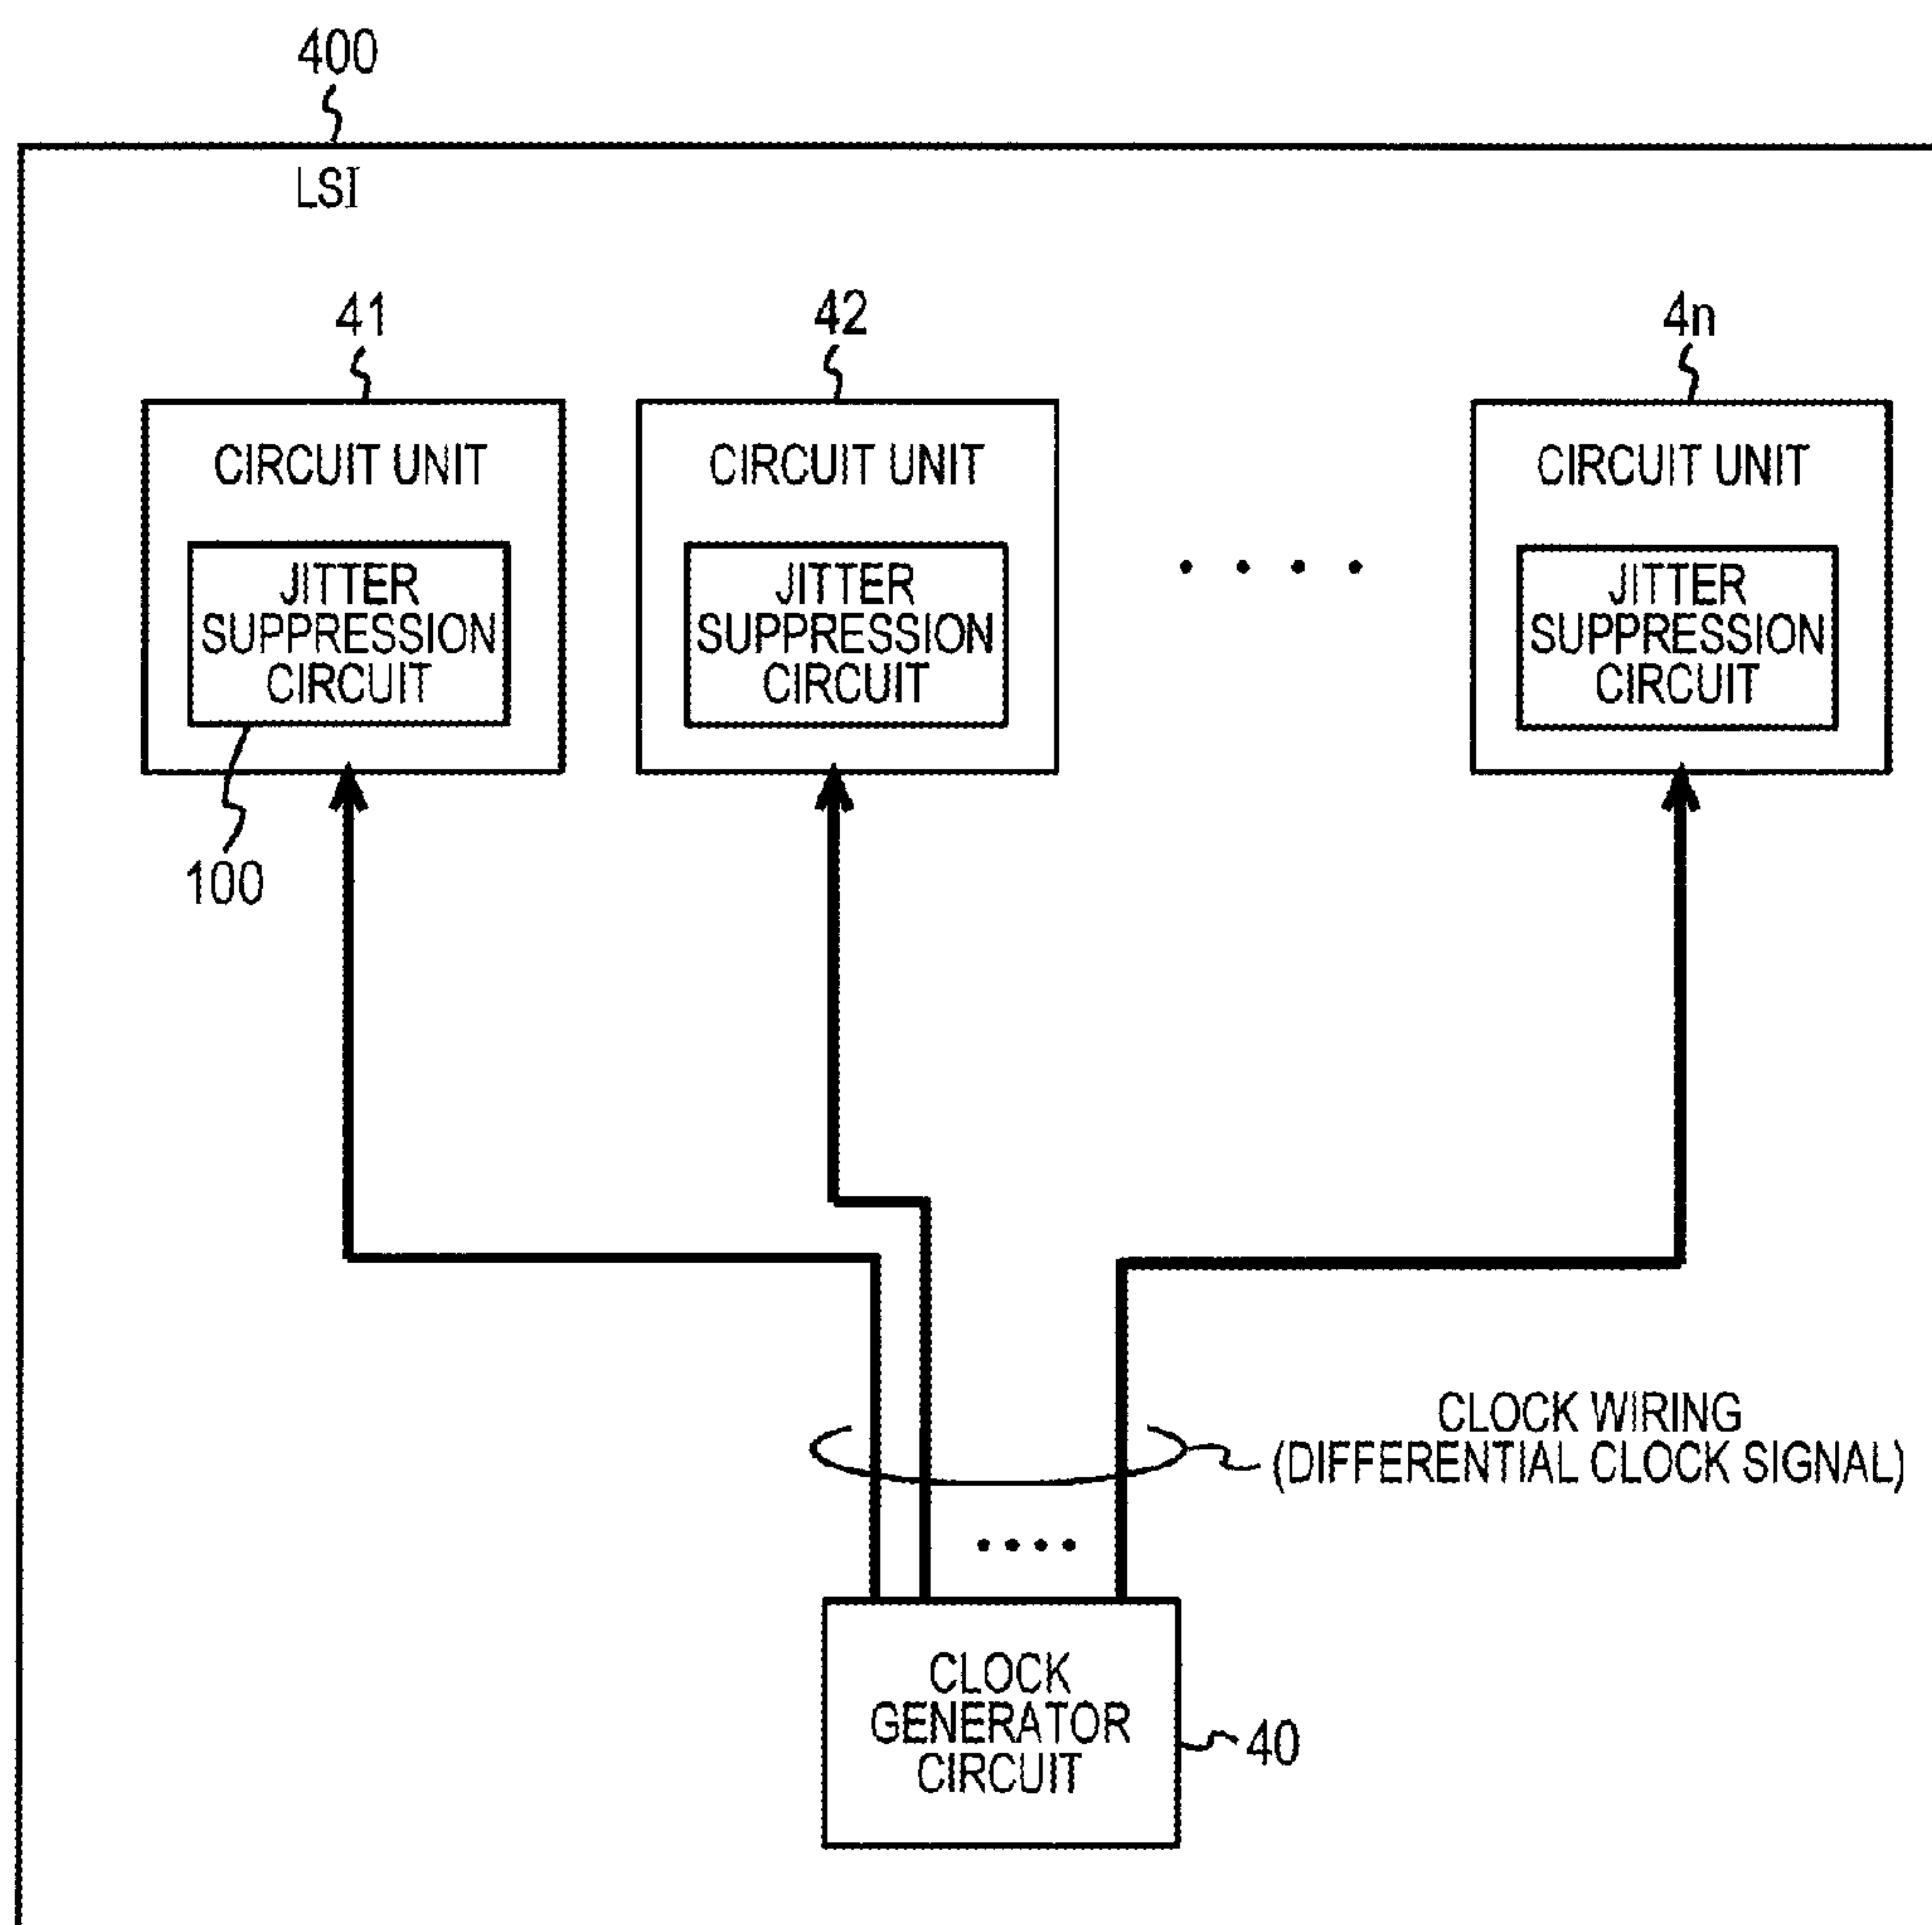 400
LSI
41
42
4n
CIRCUIT UNIT
CIRCUIT UNIT
CIRCUIT UNIT
JITTER
SUPPRESSION
CIRCUIT
JITTER
SUPPRESSION
CIRCUIT
JITTER
SUPPRESSION
CIRCUIT
100
CLOCK WIRING
(DIFFERENTIAL CLOCK SIGNAL)
CLOCK
GENERATOR
CIRCUIT
40